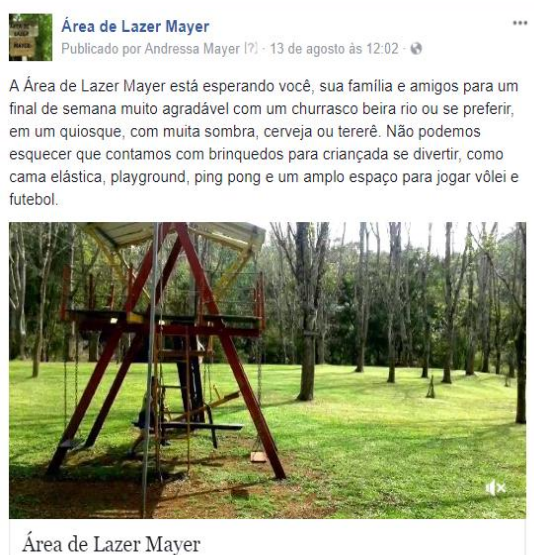 Área de Lazer Mayer
Publicado por Andressa Mayer [?] · 13 de agosto às 12:02 ·
A Área de Lazer Mayer está esperando você, sua família e amigos para um
final de semana muito agradável com um churrasco beira rio ou se preferir,
em um quiosque, com muita sombra, cerveja ou tererê. Não podemos
esquecer que contamos com brinquedos para criançada se divertir, como
cama elástica, playground, ping pong e um amplo espaço para jogar vôlei e
futebol.
Área de Lazer Mayer